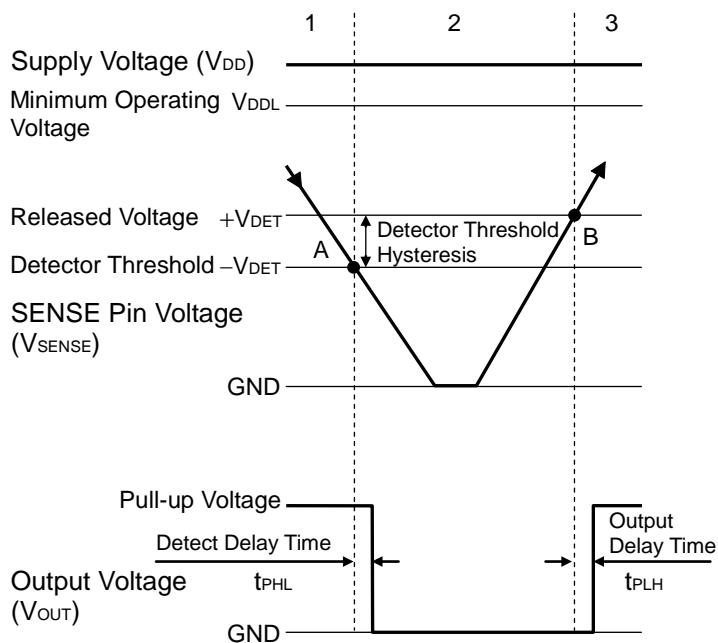 1 2 3
Supply Voltage (VDD)
Minimum Operating VDDL
Voltage
Released Voltage +VDET
Detector Threshold
Hysteresis
A
B
Detector Threshold –VDET
SENSE Pin Voltage
(VSENSE)
GND
Pull-up Voltage
Detect Delay Time
tPHL
Output
Delay Time
tPLH
Output Voltage
(VOUT)
GND